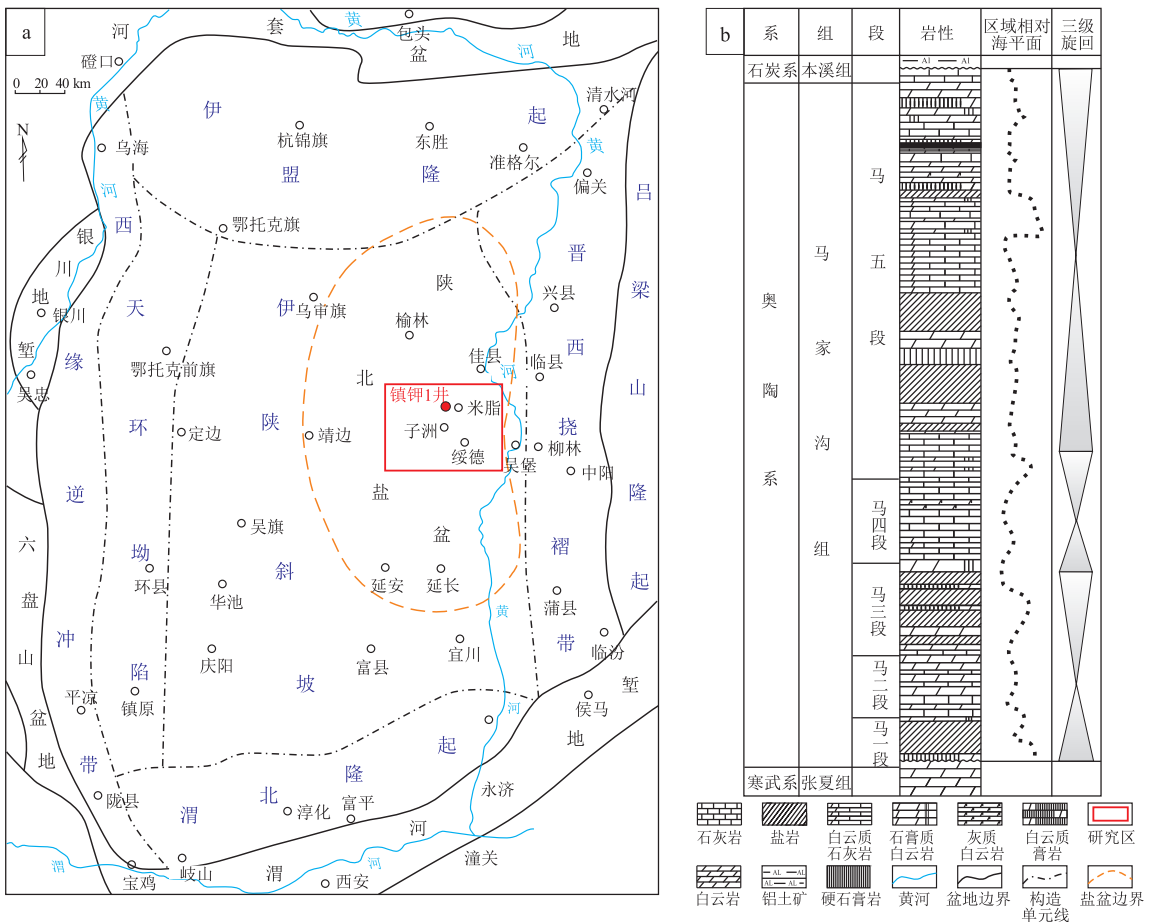 a
河
套
黄
包头
盆
地
河
磴口
0 20 40 km
黄
伊
起
清水河
N
杭锦旗
东胜
黄
乌海
盟
隆
准格尔
偏关
河
吕
西
鄂托克旗
银
晋
川
陕
地
天
伊
乌审旗
兴县
梁
银川
榆林
堑
缘
鄂托克前旗
佳县
西
临县
河
吴忠
北
镇钾1井
米脂
山
环
定边
陕
靖边
子洲
挠
绥德
吴堡
柳林
中阳
逆
盐
隆
吴旗
盆
六
坳
褶
环县
斜
延安
延长
起
盘
华池
黄
蒲县
冲
庆阳
富县
宜川
带
临汾
山
陷
坡
堑
平凉
镇原
侯马
盆
河
地
地
带
起
隆
陇县
北
永济
渭
淳化
富平
河
渭
宝鸡
岐山
渭
河
潼关
西安
b
系
组
段
岩性
区域相对
海平面
三级
旋回
石炭系
本溪组
Al
Al
奥
陶
系
马
家
沟
组
马
五
段
马
四
段
马
三
段
马
二
段
马
一
段
寒武系
张夏组
石灰岩
盐岩
白云质
石灰岩
石膏质
白云岩
灰质
白云岩
白云质
膏岩
研究区
AL
AL AL
白云岩
铝土矿
硬石膏岩
黄河
盆地边界
构造
单元线
盐盆边界